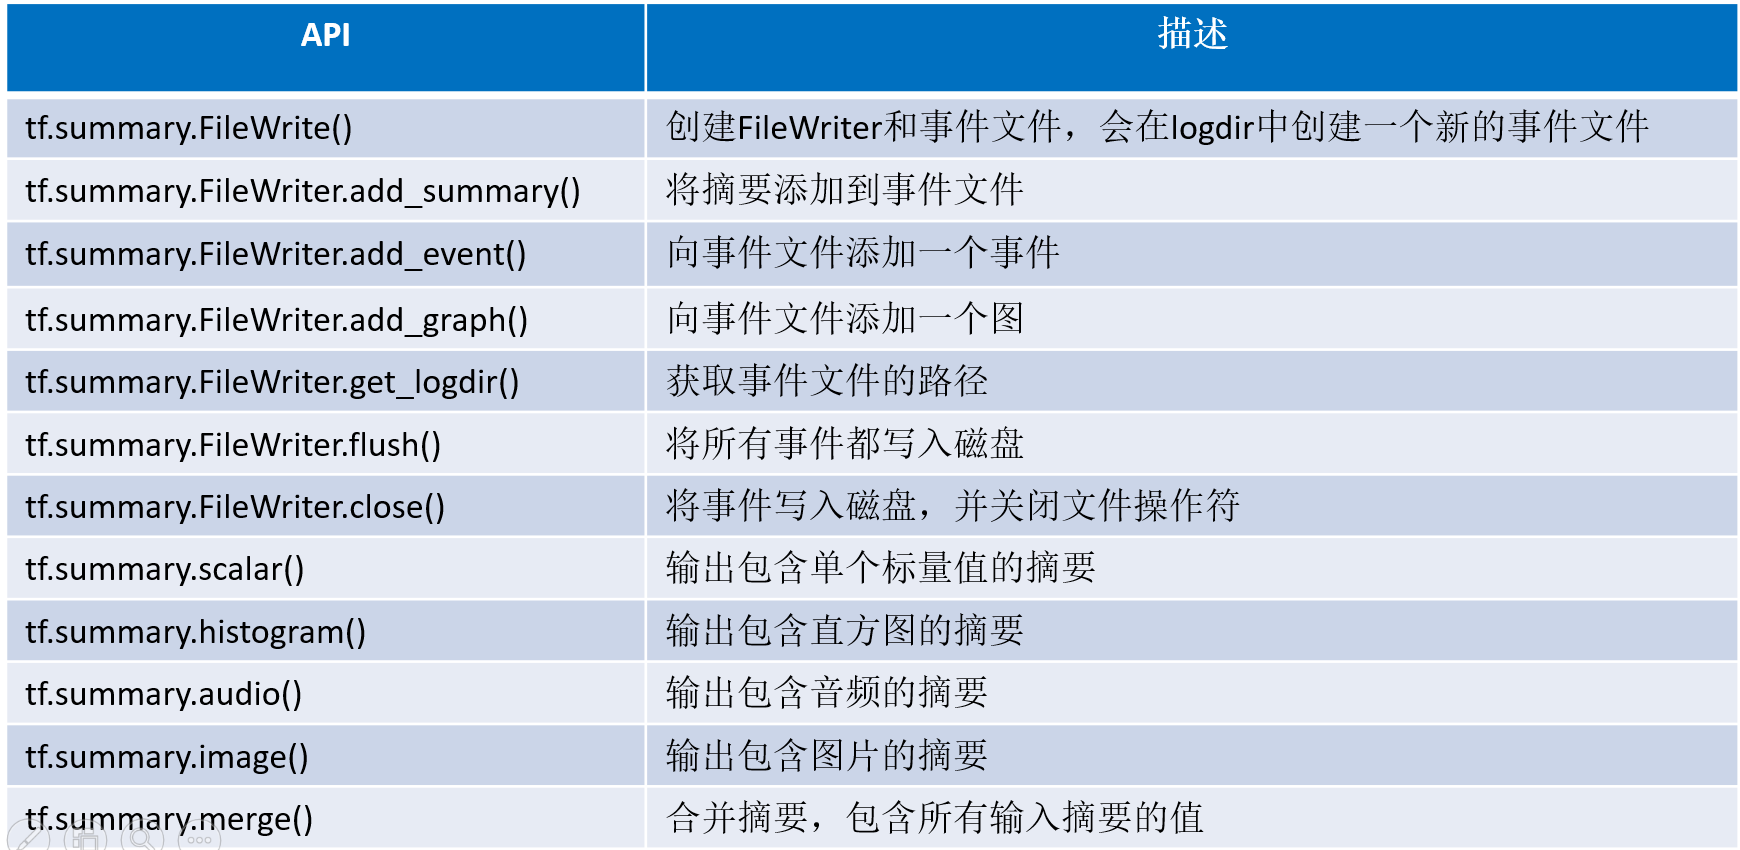 API 描述
tf.summary.FileWrite() 创建FileWriter和事件文件，会在logdir中创建一个新的事件文件
tf.summary.FileWriter.add_summary() 将摘要添加到事件文件
tf.summary.FileWriter.add_event() 向事件文件添加一个事件
tf.summary.FileWriter.add_graph() 向事件文件添加一个图
tf.summary.FileWriter.get_logdir() 获取事件文件的路径
tf.summary.FileWriter.flush() 将所有事件都写入磁盘
tf.summary.FileWriter.close() 将事件写入磁盘，并关闭文件操作符
tf.summary.scalar() 输出包含单个标量值的摘要
tf.summary.histogram() 输出包含直方图的摘要
tf.summary.audio() 输出包含音频的摘要
tf.summary.image() 输出包含图片的摘要
tf.summary.merge() 合并摘要，包含所有输入摘要的值